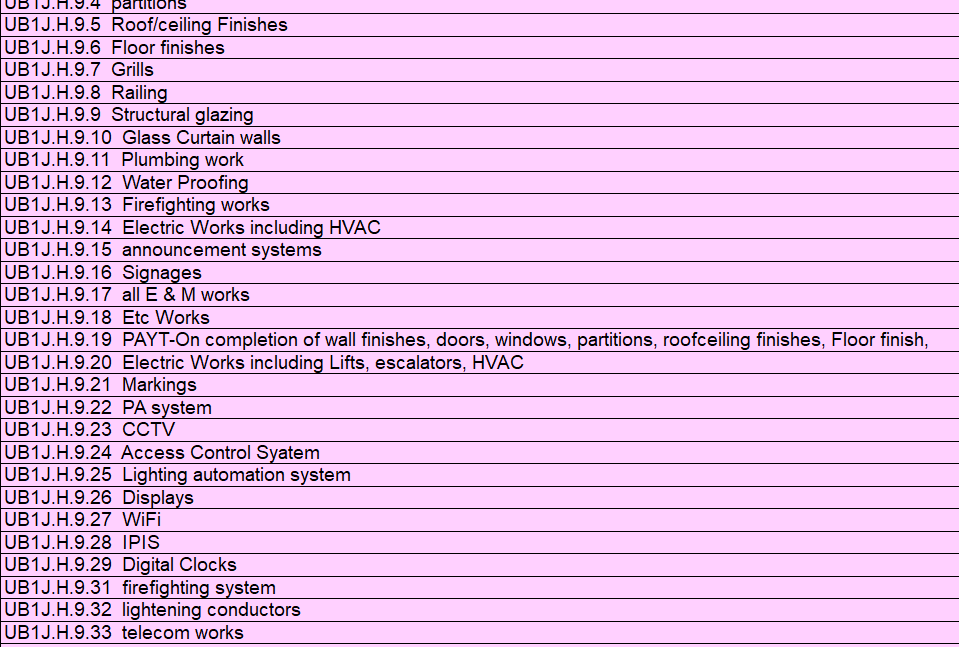 UB1J.H.9.4 partitions
UB1J.H.9.5 Roof/ceiling Finishes
UB1J.H.9.6 Floor finishes
UB1J.H.9.7 Grills
UB1J.H.9.8 Railing
UB1J.H.9.9 Structural glazing
UB1J.H.9.10 Glass Curtain walls
UB1J.H.9.11 Plumbing work
UB1J.H.9.12 Water Proofing
UB1J.H.9.13 Firefighting works
UB1J.H.9.14 Electric Works including HVAC
UB1J.H.9.15 announcement systems
UB1J.H.9.16 Signages
UB1J.H.9.17 all E & M works
UB1J.H.9.18 Etc Works
UB1J.H.9.19 PAYT-On completion of wall finishes, doors, windows, partitions, roofceiling finishes, Floor finish,
UB1J.H.9.20 Electric Works including Lifts, escalators, HVAC
UB1J.H.9.21 Markings
UB1J.H.9.22 PA system
UB1J.H.9.23 CCTV
UB1J.H.9.24 Access Control Syatem
UB1J.H.9.25 Lighting automation system
UB1J.H.9.26 Displays
UB1J.H.9.27 WiFi
UB1J.H.9.28 IPIS
UB1J.H.9.29 Digital Clocks
UB1J.H.9.31 firefighting system
UB1J.H.9.32 lightening conductors
UB1J.H.9.33 telecom works